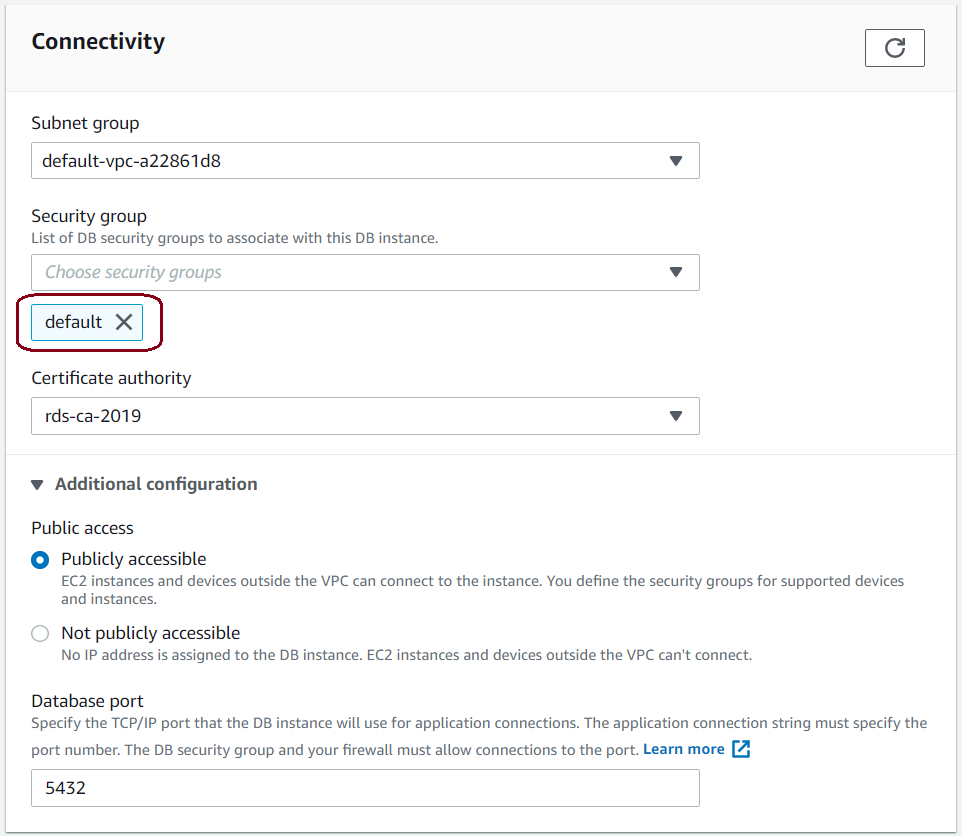 Connectivity
Subnet group
default-vpc-a22861d8
Security group
List of DB security groups to associate with this DB instance.
Choose security groups
default
Certificate authority
rds-ca-2019
Additional configuration
Public access
Publicly accessible
EC2 instances and devices outside the VPC can connect to the instance. You define the security groups for supported devices
and instances.
Not publicly accessible
No IP address is assigned to the DB instance. EC2 instances and devices outside the VPC can't connect.
Database port
Specify the TCP/IP port that the DB instance will use for application connections. The application connection string must specify the
port number. The DB security group and your firewall must allow connections to the port. Learn more
5432